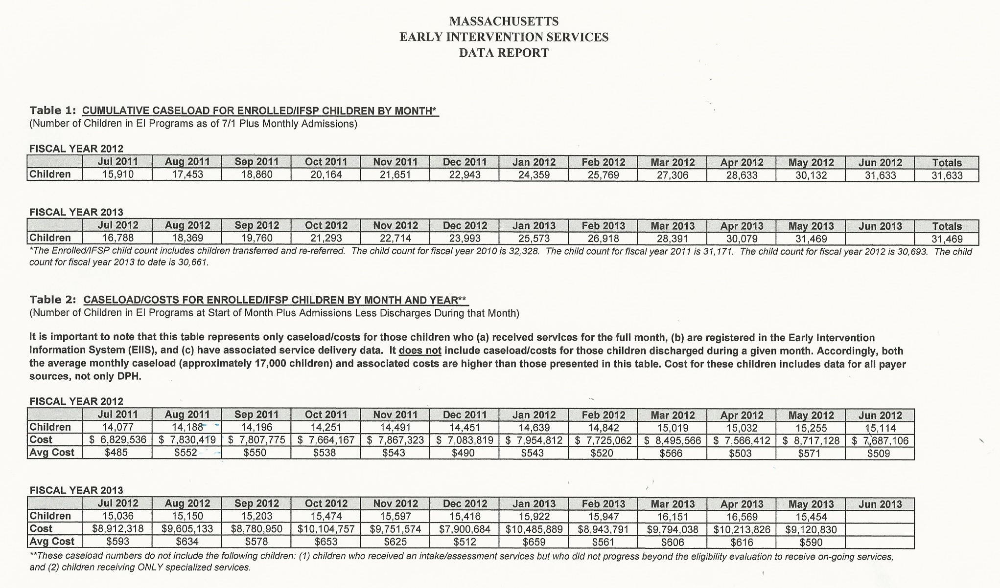 MASSACHUSETTS
EARLY INTERVENTION SERVICES
DATA REPORT
Table 1: CUMULATIVE CASELOAD FOR ENROLLED/IFSP CHILDREN BY MONTH*
(Number of Children in EI Programs as of 7/1 Plus Monthly Admissions)
FISCAL YEAR 2012
Jul 2011 Aug 2011 Sep 2011 Oct 2011 Nov 2011 Dec 2011 Jan 2012 Feb 2012 Mar 2012 Apr 2012 May 2012 Jun 2012 Totals
Children 15,910 17,453 18,860 20,164 21,651 22,943 24,359 25,769 27,306 28,633 30,132 31,633 31,633
FISCAL YEAR 2013
Jul 2012 Aug 2012 Sep 2012 Oct 2012 Nov 2012 Dec 2012 Jan 2013 Feb 2013 Mar 2013 Apr 2013 May 2013 Jun 2013 Totals
Children 16,788 18,369 19,760 21,293 22,714 23,993 25,573 26,918 28,391 30,079 31,469 31,469
*The Enrolled/IFSP child count includes children transferred and re-referred. The child count for fiscal year 2010 is 32,328. The child count for fiscal year 2011 is 31,171. The child count for fiscal year 2012 is 30,693. The child
count for fiscal year 2013 to date is 30,661.
Table 2: CASELOAD/COSTS FOR ENROLLED/IFSP CHILDREN BY MONTH AND YEAR**
(Number of Children in EI Programs at Start of Month Plus Admissions Less Discharges During that Month)
It is important to note that this table represents only caseload/costs for those children who (a) received services for the full month, (b) are registered in the Early Intervention
Information System (EIIS), and (c) have associated service delivery data. It does not include caseload/costs for those children discharged during a given month. Accordingly, both
the average monthly caseload (approximately 17,000 children) and associated costs are higher than those presented in this table. Cost for these children includes data for all payer
sources, not only DPH.
FISCAL YEAR 2012
Jul 2011 Aug 2011 Sep 2011 Oct 2011 Nov 2011 Dec 2011 Jan 2012 Feb 2012 Mar 2012 Apr 2012 May 2012 Jun 2012
Children 14,077 14,188 14,196 14,251 14,491 14,451 14,639 14,842 15,019 15,032 15,255 15,114
Cost $ 6,829,536 $ 7,830,419 $ 7,807,775 $ 7,664,167 $ 7,867,323 $ 7,083,819 $ 7,954,812 $ 7,725,062 $ 8,495,566 $ 7,566,412 $ 8,717,128 $ 7,687,106
Avg Cost $485 $552 $550 $538 $543 $490 $543 $520 $566 $503 $571 $509
FISCAL YEAR 2013
Jul 2012 Aug 2012 Sep 2012 Oct 2012 Nov 2012 Dec 2012 Jan 2013 Feb 2013 Mar 2013 Apr 2013 May 2013 Jun 2013
Children 15,036 15,150 15,203 15,474 15,597 15,416 15,922 15,947 16,151 16,569 15,454
Cost $8,912,318 $9,605,133 $8,780,950 $10,104,757 $9,751,574 $7,900,684 $10,485,889 $8,943,791 $9,794,038 $10,213,826 $9,120,830
Avg Cost $593 $634 $578 $653 $625 $512 $659 $561 $606 $616 $590
**These caseload numbers do not include the following children: (1) children who received an intake/assessment services but who did not progress beyond the eligibility evaluation to receive on-going services,
and (2) children receiving ONLY specialized services.